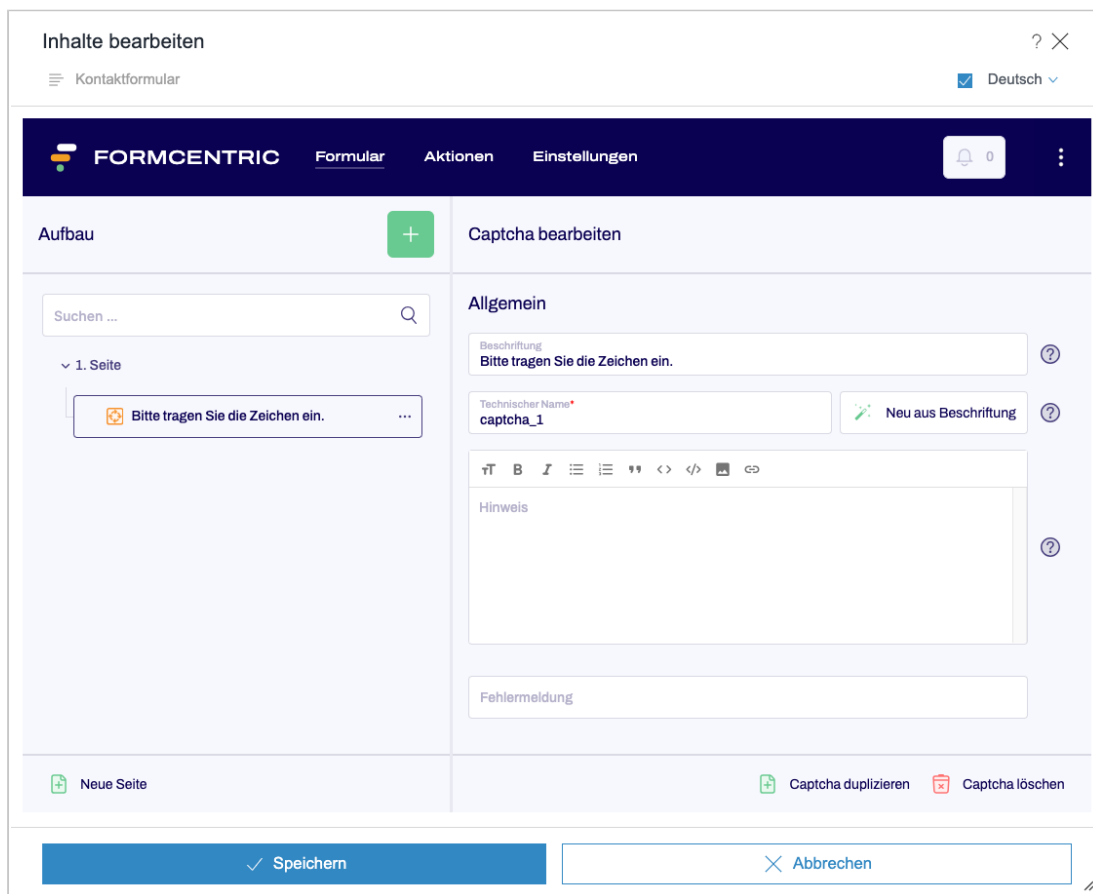 Inhalte bearbeiten
?
Kontaktformular
Deutsch
FORMCENTRIC
Formular
Aktionen
Einstellungen
0
Aufbau
+
Captcha bearbeiten
Suchen ...
1. Seite
Bitte tragen Sie die Zeichen ein.
...
Allgemein
Beschriftung
Bitte tragen Sie die Zeichen ein.
?
Technischer Name*
captcha_1
Neu aus Beschriftung
?
Hinweis
?
Fehlermeldung
Neue Seite
Captcha duplizieren
Captcha löschen
Speichern
Abbrechen